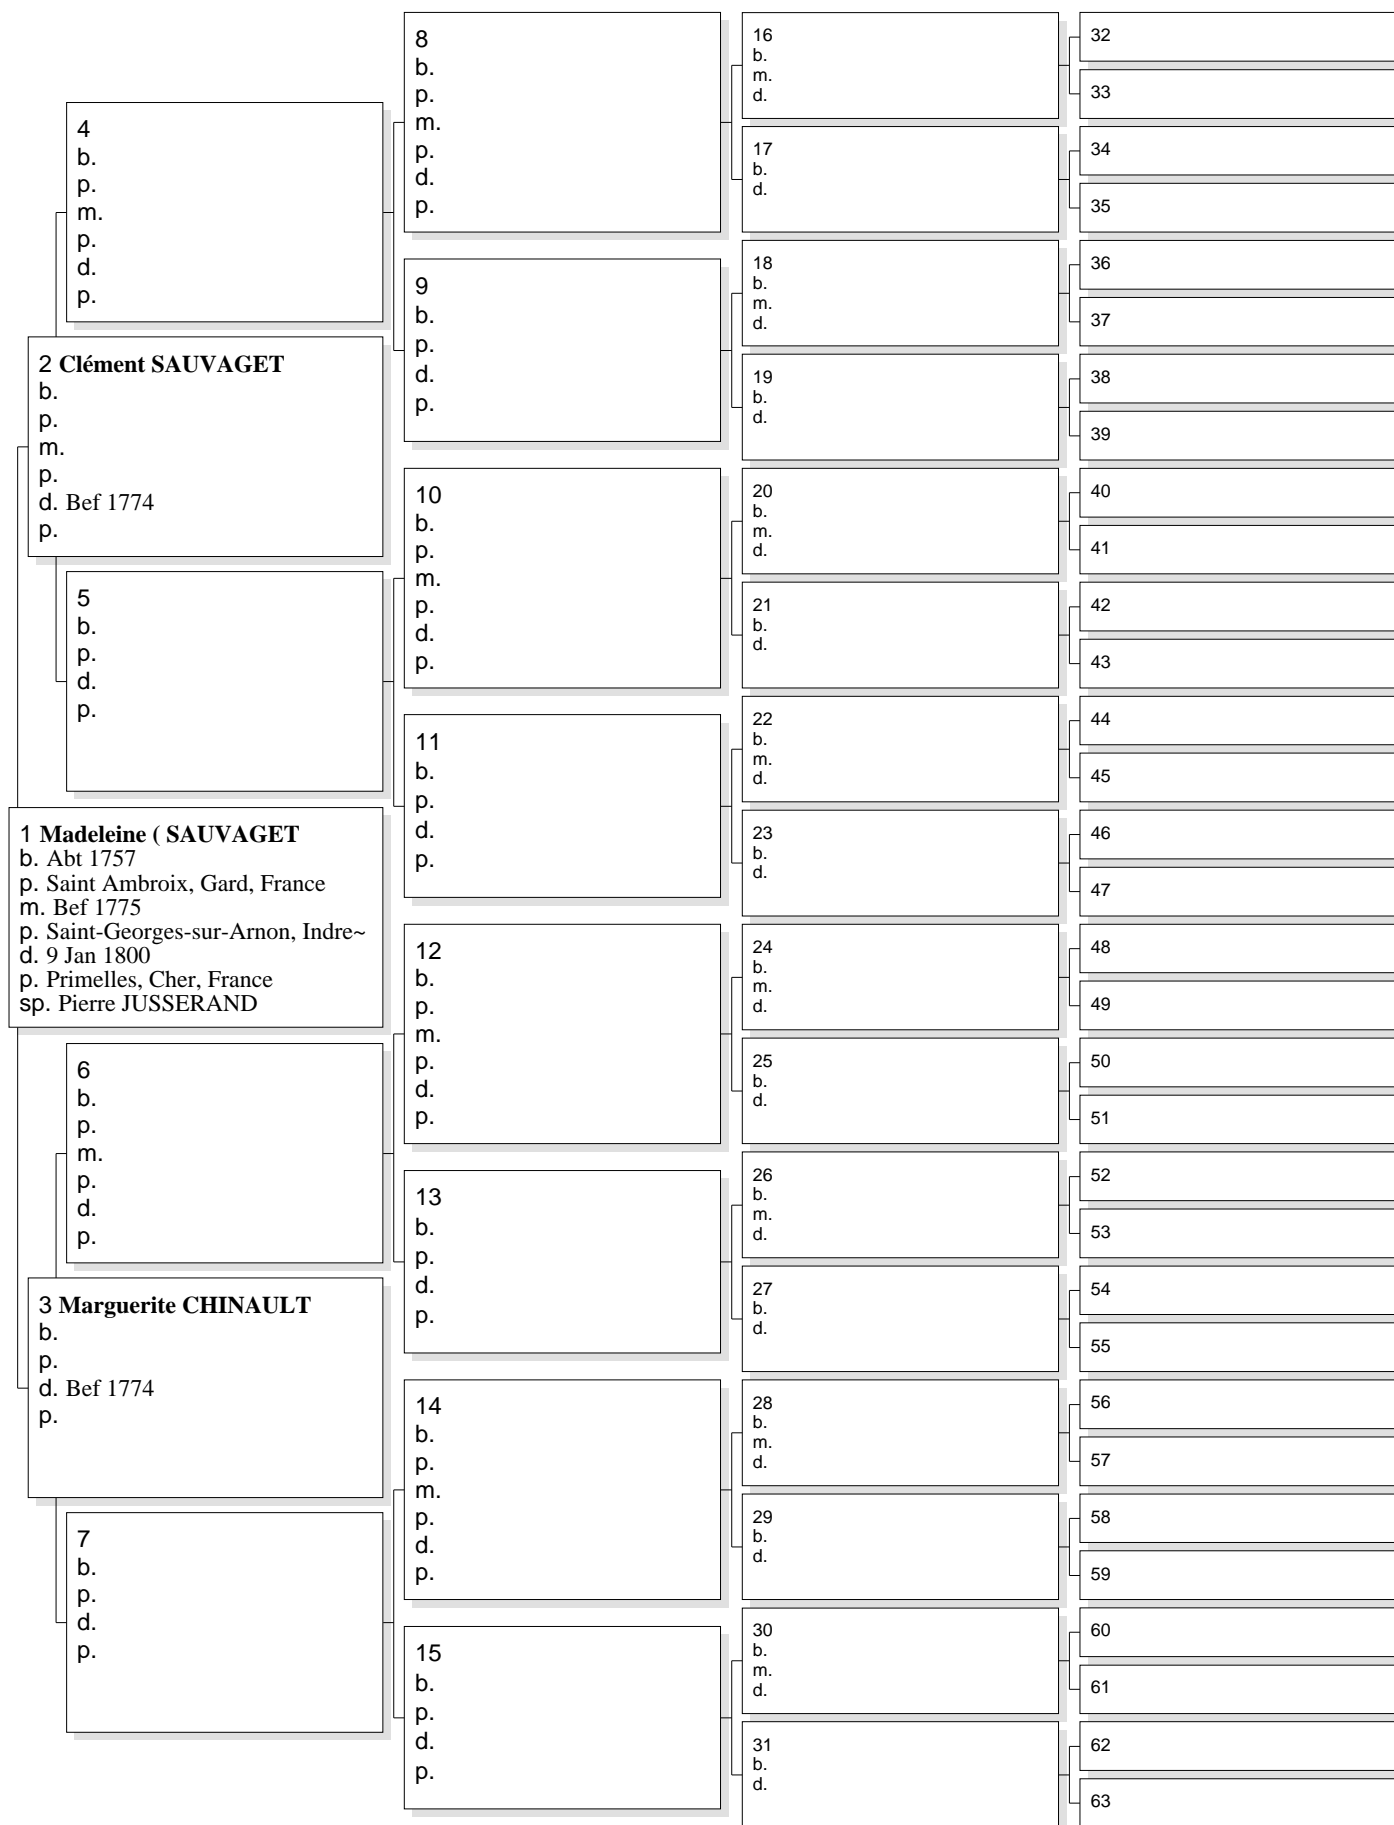 4
b.
p.
m.
p.
d.
p.
2 Clément SAUVAGET
b.
p.
m.
p.
d. Bef 1774
p.
5
b.
p.
d.
p.
1 Madeleine ( SAUVAGET
b. Abt 1757
p. Saint Ambroix, Gard, France
m. Bef 1775
p. Saint-Georges-sur-Arnon, Indre~
d. 9 Jan 1800
p. Primelles, Cher, France
sp. Pierre JUSSERAND
6
b.
p.
m.
p.
d.
p.
3 Marguerite CHINAULT
b.
p.
d. Bef 1774
p.
7
b.
p.
d.
p.
8
b.
p.
m.
p.
d.
p.
9
b.
p.
d.
p.
10
b.
p.
m.
p.
d.
p.
11
b.
p.
d.
p.
12
b.
p.
m.
p.
d.
p.
13
b.
p.
d.
p.
14
b.
p.
m.
p.
d.
p.
15
b.
p.
d.
p.
16
b.
m.
d.
17
b.
d.
18
b.
m.
d.
19
b.
d.
20
b.
m.
d.
21
b.
d.
22
b.
m.
d.
23
b.
d.
24
b.
m.
d.
25
b.
d.
26
b.
m.
d.
27
b.
d.
28
b.
m.
d.
29
b.
d.
30
b.
m.
d.
31
b.
d.
32
33
34
35
36
37
38
39
40
41
42
43
44
45
46
47
48
49
50
51
52
53
54
55
56
57
58
59
60
61
62
63